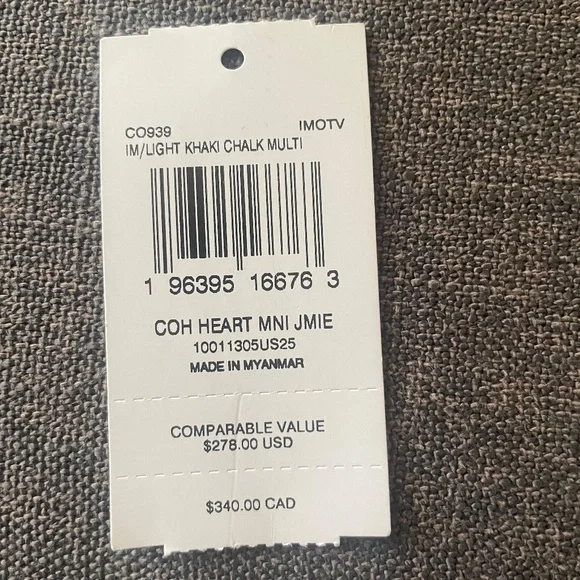 CO939 IMOTV
IM/LIGHT KHAKI CHALK MULTI
1 96395 16676 3
COH HEART MNI JMIE
10011305US25
MADE IN MYANMAR
COMPARABLE VALUE
$278.00 USD
$340.00 CAD